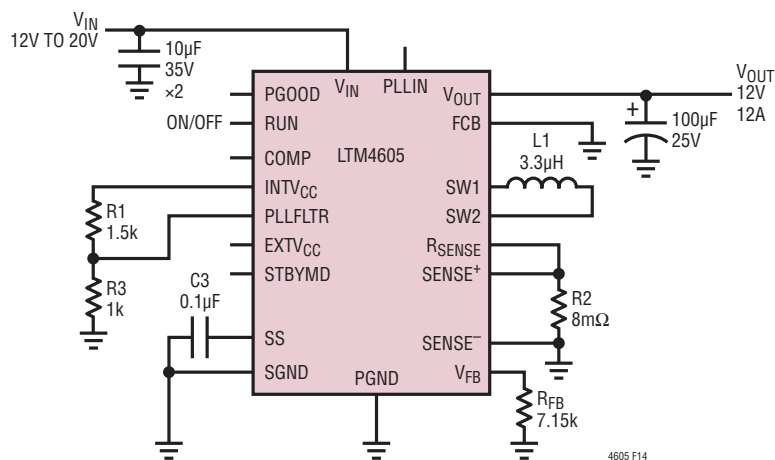 VIN
12V TO 20V
10µF
35V
×2
VIN
PLLIN
PGOOD
RUN
ON/OFF
COMP
INTVCC
PLLFLTR
EXTVCC
STBYMD
SS
SGND
PGND
LTM4605
VOUT
FCB
SW1
SW2
RSENSE
SENSE+
SENSE–
VFB
VOUT
12V
12A
+
100µF
25V
L1
3.3µH
R1
1.5k
R3
1k
C3
0.1µF
R2
8mΩ
RFB
7.15k
4605 F14